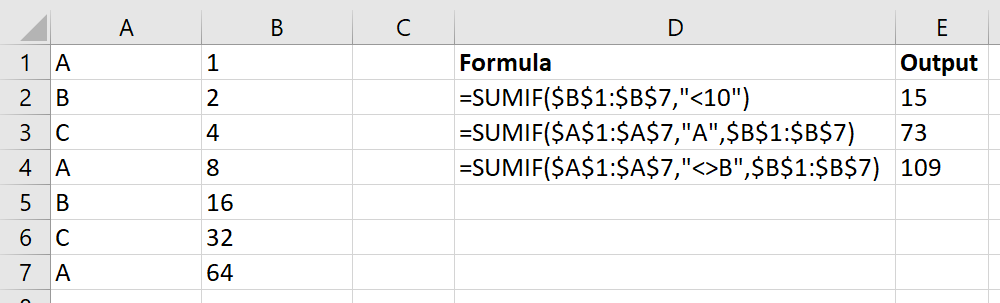 A B C D E
1 A 1 Formula Output
2 B 2 =SUMIF($B$1:$B$7,"<10") 15
3 C 4 =SUMIF($A$1:$A$7,"A",$B$1:$B$7) 73
4 A 8 =SUMIF($A$1:$A$7,"<>B",$B$1:$B$7) 109
5 B 16
6 C 32
7 A 64